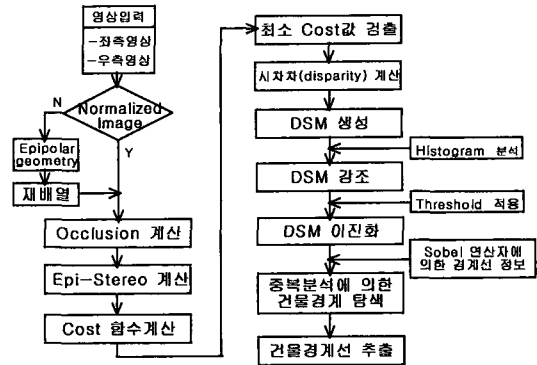 영상입력
-좌측영상
-우측영상
Normalized
Image
N
Y
Epipolar
geometry
재배열
Occlusion 계산
Epi-Stereo 계산
Cost 함수계산
최소 Cost값 검출
시차차(disparity) 계산
DSM 생성
Histogram 분석
DSM 강조
Threshold 적용
DSM 이진화
Sobel 연산자에
의한 경계선 정보
중복분석에 의한
건물경계 탐색
건물경계선 추출